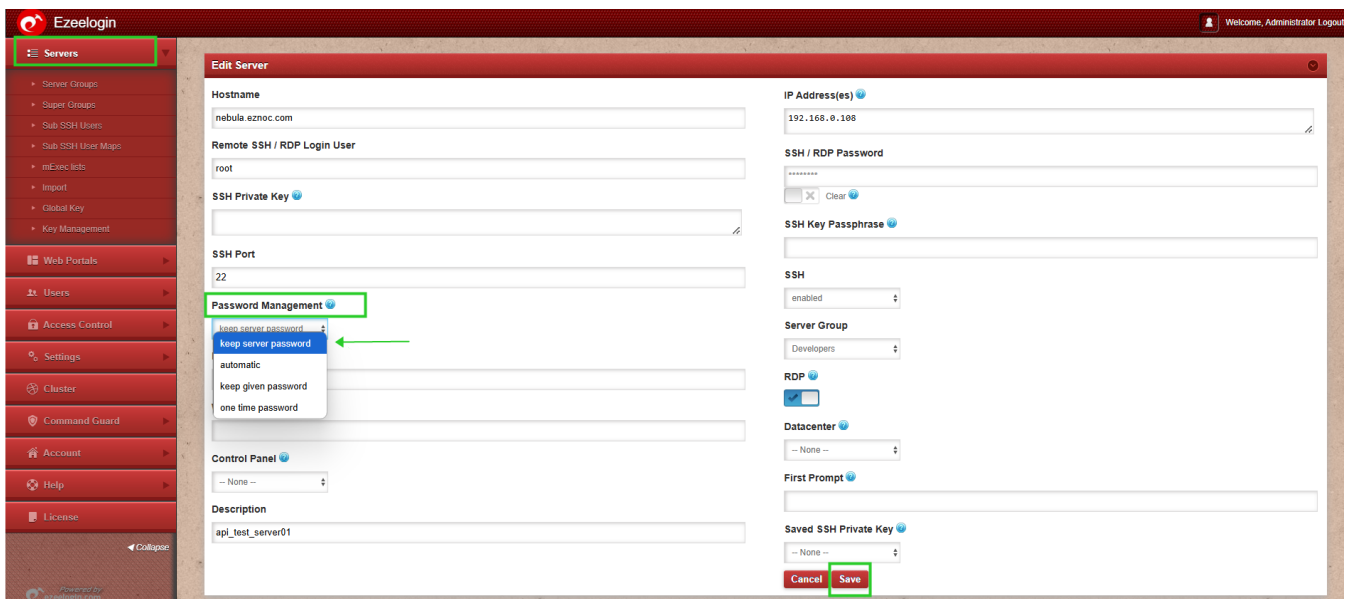 Ezeelogin
Welcome, Administrator Logout
Servers
Server Groups
Super Groups
Sub SSH Users
Sub SSH User Maps
mExec lists
Import
Global Key
Key Management
Web Portals
Users
Access Control
Settings
Cluster
Command Guard
Account
Help
License
Collapse
Powered by
ezeelogin.com
Edit Server
Hostname
nebula.eznoc.com
Remote SSH / RDP Login User
root
SSH Private Key
SSH Port
22
Password Management
keep server password
keep server password
automatic
keep given password
one time password
Control Panel
-- None --
Description
api_test_server01
IP Address(es)
192.168.0.108
SSH / RDP Password
********
Clear
SSH Key Passphrase
SSH
enabled
Server Group
Developers
RDP
Datacenter
-- None --
First Prompt
Saved SSH Private Key
-- None --
Cancel
Save